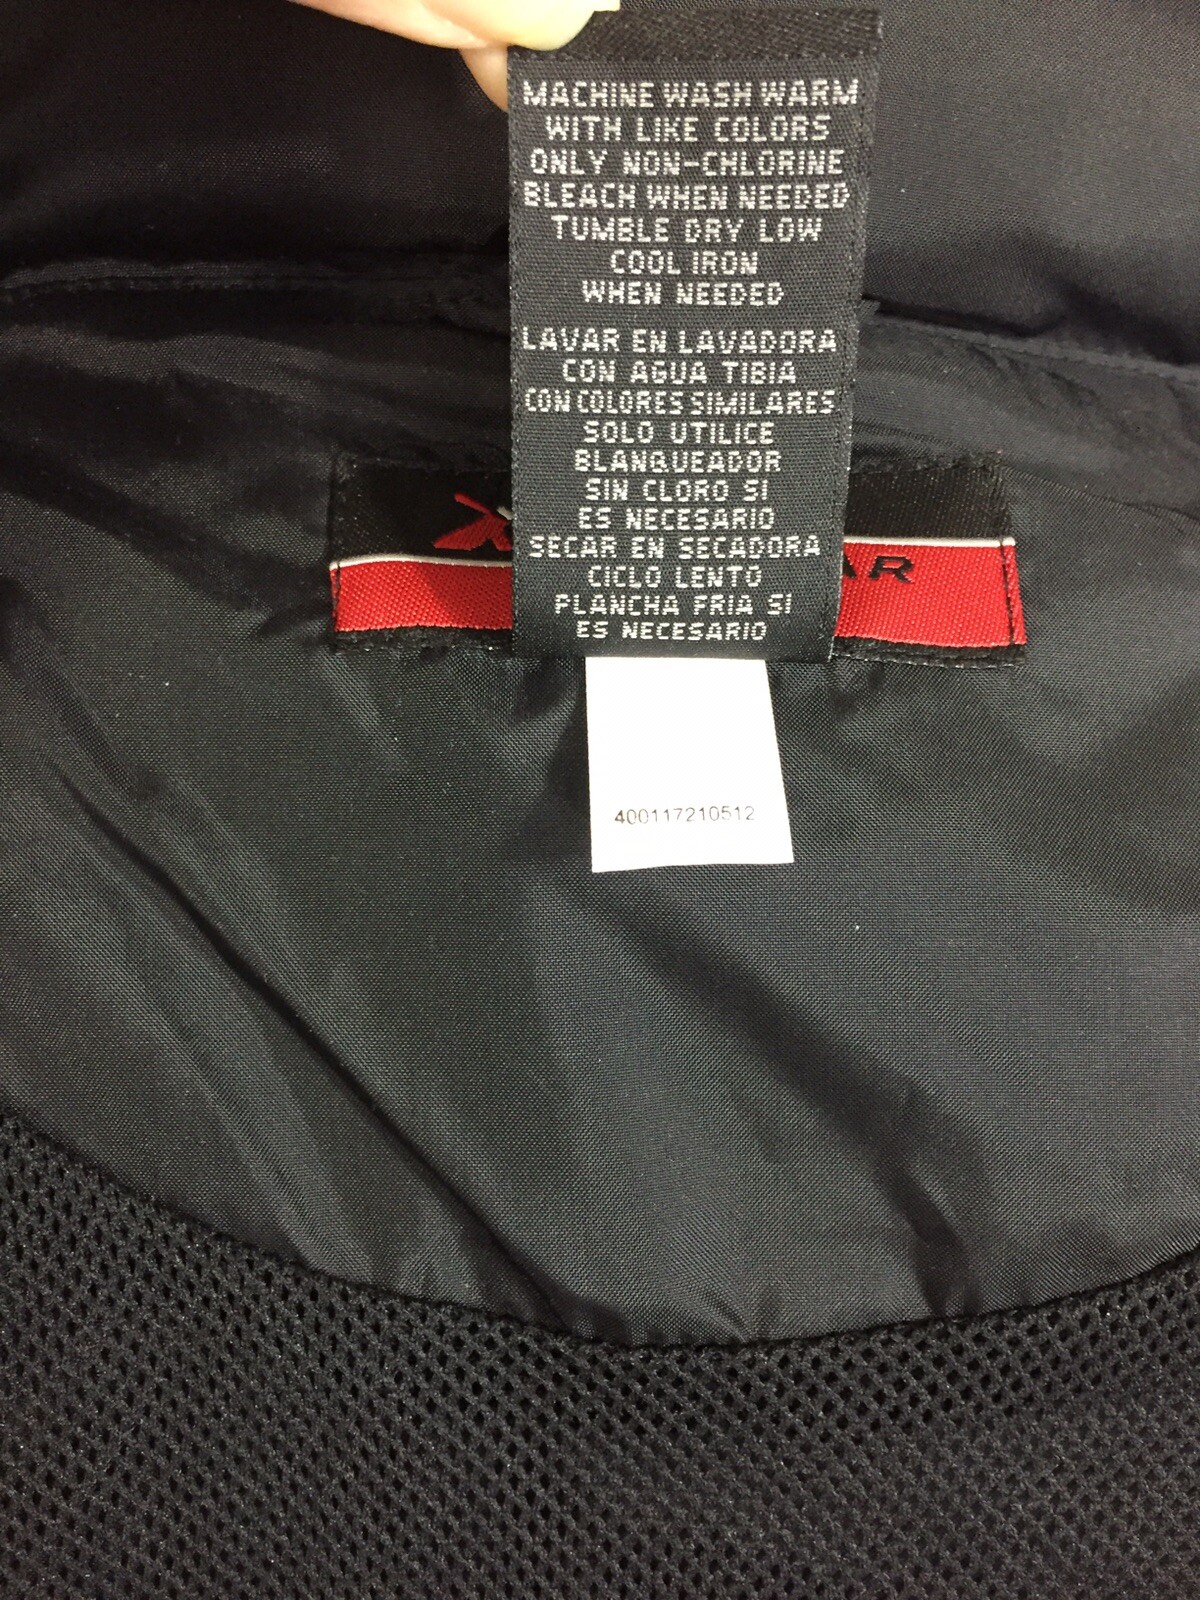 MACHINE WASH WARM
WITH LIKE COLORS
ONLY NON-CHLORINE
BLEACH WHEN NEEDED
TUMBLE DRY LOW
COOL IRON
WHEN NEEDED
LAVAR EN LAVADORA
CON AGUA TIBIA
CON COLORES SIMILARES
SOLO UTILICE
BLANQUEADOR
SIN CLORO SI
ES NECESARIO
SECAR EN SECADORA
CICLO LENTO
PLANCHA FRIA SI
ES NECESARIO
400117210512